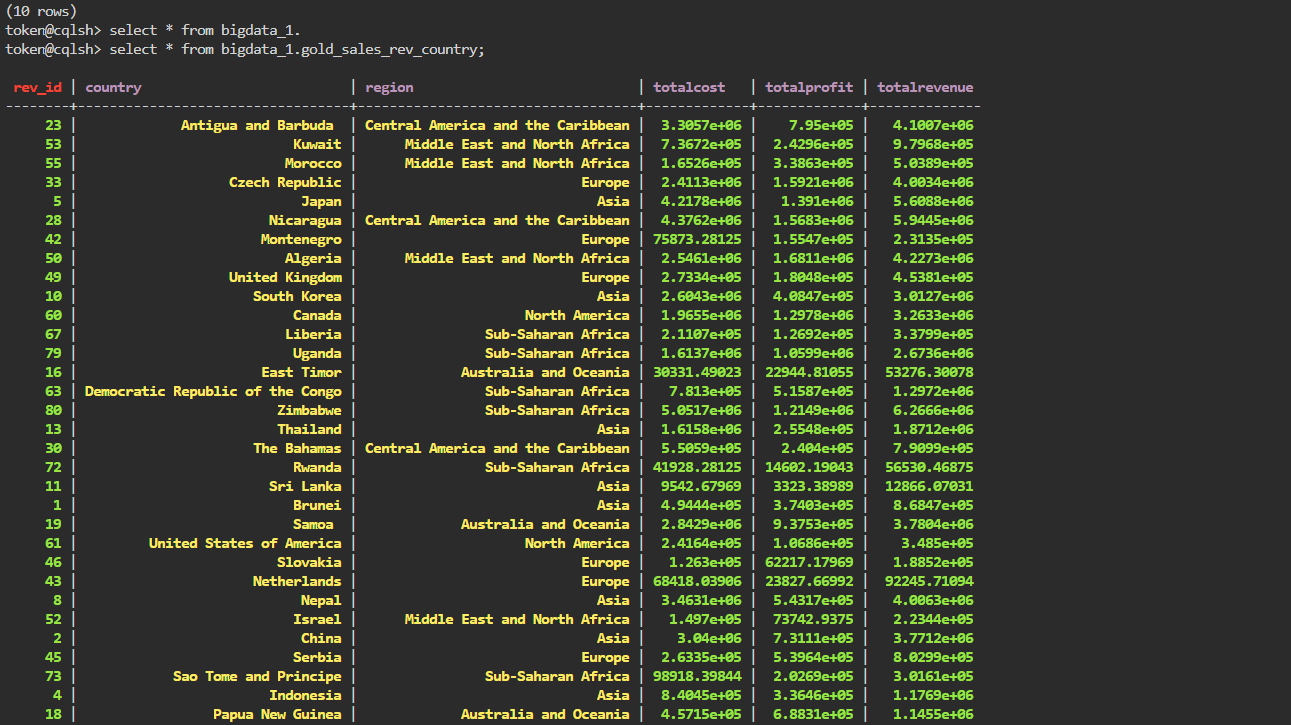 (10 rows)
token@cqlsh> select * from bigdata_1.
token@cqlsh> select * from bigdata_1.gold_sales_rev_country;
rev_id | country | region | totalcost | totalprofit | totalrevenue
--------+---------------------------------+-----------------------------------+-------------+-------------+--------------
23 | Antigua and Barbuda | Central America and the Caribbean | 3.3057e+06 | 7.95e+05 | 4.1007e+06
53 | Kuwait | Middle East and North Africa | 7.3672e+05 | 2.4296e+05 | 9.7968e+05
55 | Morocco | Middle East and North Africa | 1.6526e+05 | 3.3863e+05 | 5.0389e+05
33 | Czech Republic | Europe | 2.4113e+06 | 1.5921e+06 | 4.0034e+06
5 | Japan | Asia | 4.2178e+06 | 1.391e+06 | 5.6088e+06
28 | Nicaragua | Central America and the Caribbean | 4.3762e+06 | 1.5683e+06 | 5.9445e+06
42 | Montenegro | Europe | 75873.28125 | 1.5547e+05 | 2.3135e+05
50 | Algeria | Middle East and North Africa | 2.5461e+06 | 1.6811e+06 | 4.2273e+06
49 | United Kingdom | Europe | 2.7334e+05 | 1.8048e+05 | 4.5381e+05
10 | South Korea | Asia | 2.6043e+06 | 4.0847e+05 | 3.0127e+06
60 | Canada | North America | 1.9655e+06 | 1.2978e+06 | 3.2633e+06
67 | Liberia | Sub-Saharan Africa | 2.1107e+05 | 1.2692e+05 | 3.3799e+05
79 | Uganda | Sub-Saharan Africa | 1.6137e+06 | 1.0599e+06 | 2.6736e+06
16 | East Timor | Australia and Oceania | 30331.49023 | 22944.81055 | 53276.30078
63 | Democratic Republic of the Congo | Sub-Saharan Africa | 7.813e+05 | 5.1587e+05 | 1.2972e+06
80 | Zimbabwe | Sub-Saharan Africa | 5.0517e+06 | 1.2149e+06 | 6.2666e+06
13 | Thailand | Asia | 1.6158e+06 | 2.5548e+05 | 1.8712e+06
30 | The Bahamas | Central America and the Caribbean | 5.5059e+05 | 2.404e+05 | 7.9099e+05
72 | Rwanda | Sub-Saharan Africa | 41928.28125 | 14602.19043 | 56530.46875
11 | Sri Lanka | Asia | 9542.67969 | 3323.38989 | 12866.07031
1 | Brunei | Asia | 4.9444e+05 | 3.7403e+05 | 8.6847e+05
19 | Samoa | Australia and Oceania | 2.8429e+06 | 9.3753e+05 | 3.7804e+06
61 | United States of America | North America | 2.4164e+05 | 1.0686e+05 | 3.485e+05
46 | Slovakia | Europe | 1.263e+05 | 62217.17969 | 1.8852e+05
43 | Netherlands | Europe | 68418.03906 | 23827.66992 | 92245.71094
8 | Nepal | Asia | 3.4631e+06 | 5.4317e+05 | 4.0063e+06
52 | Israel | Middle East and North Africa | 1.497e+05 | 73742.9375 | 2.2344e+05
2 | China | Asia | 3.04e+06 | 7.3111e+05 | 3.7712e+06
45 | Serbia | Europe | 2.6335e+05 | 5.3964e+05 | 8.0299e+05
73 | Sao Tome and Principe | Sub-Saharan Africa | 98918.39844 | 2.0269e+05 | 3.0161e+05
4 | Indonesia | Asia | 8.4045e+05 | 3.3646e+05 | 1.1769e+06
18 | Papua New Guinea | Australia and Oceania | 4.5715e+05 | 6.8831e+05 | 1.1455e+06